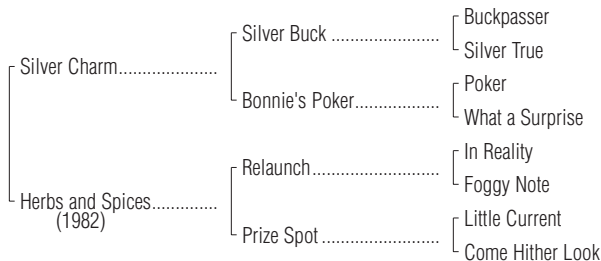 Buckpasser
Silver Buck ........................
Silver True
Silver Charm......................
Poker
Bonnie's Poker...................
What a Surprise
In Reality
Relaunch............................
Foggy Note
Herbs and Spices...............
(1982)
Little Current
Prize Spot ..........................
Come Hither Look